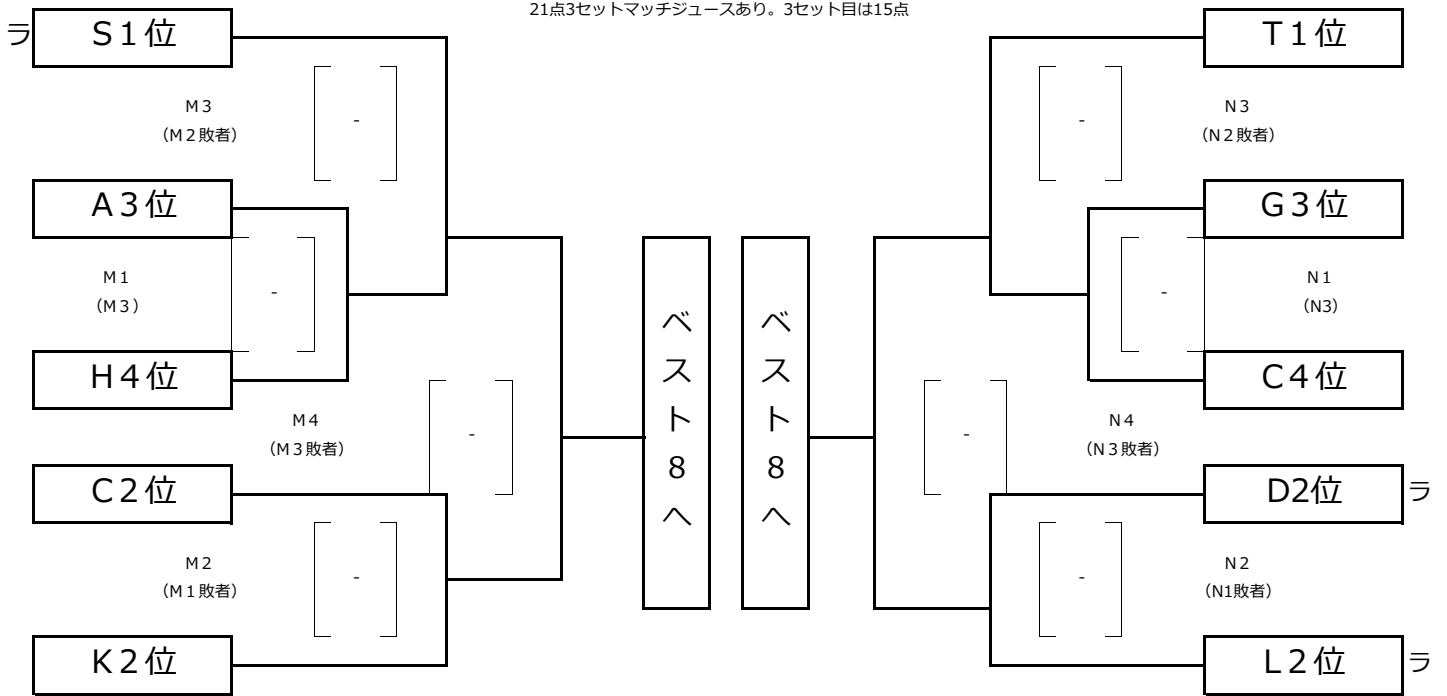 21点3セットマッチジュースあり。3セット目は15点
ラ S1位
M3
（M2敗者）
-
A3位
M1
（M3）
-
H4位
M4
（M3敗者）
-
C2位
M2
（M1敗者）
-
K2位
ベスト8へ
ベスト8へ
T1位
N3
（N2敗者）
-
G3位
N1
（N3）
-
C4位
N4
（N3敗者）
-
D2位 ラ
N2
（N1敗者）
-
L2位 ラ